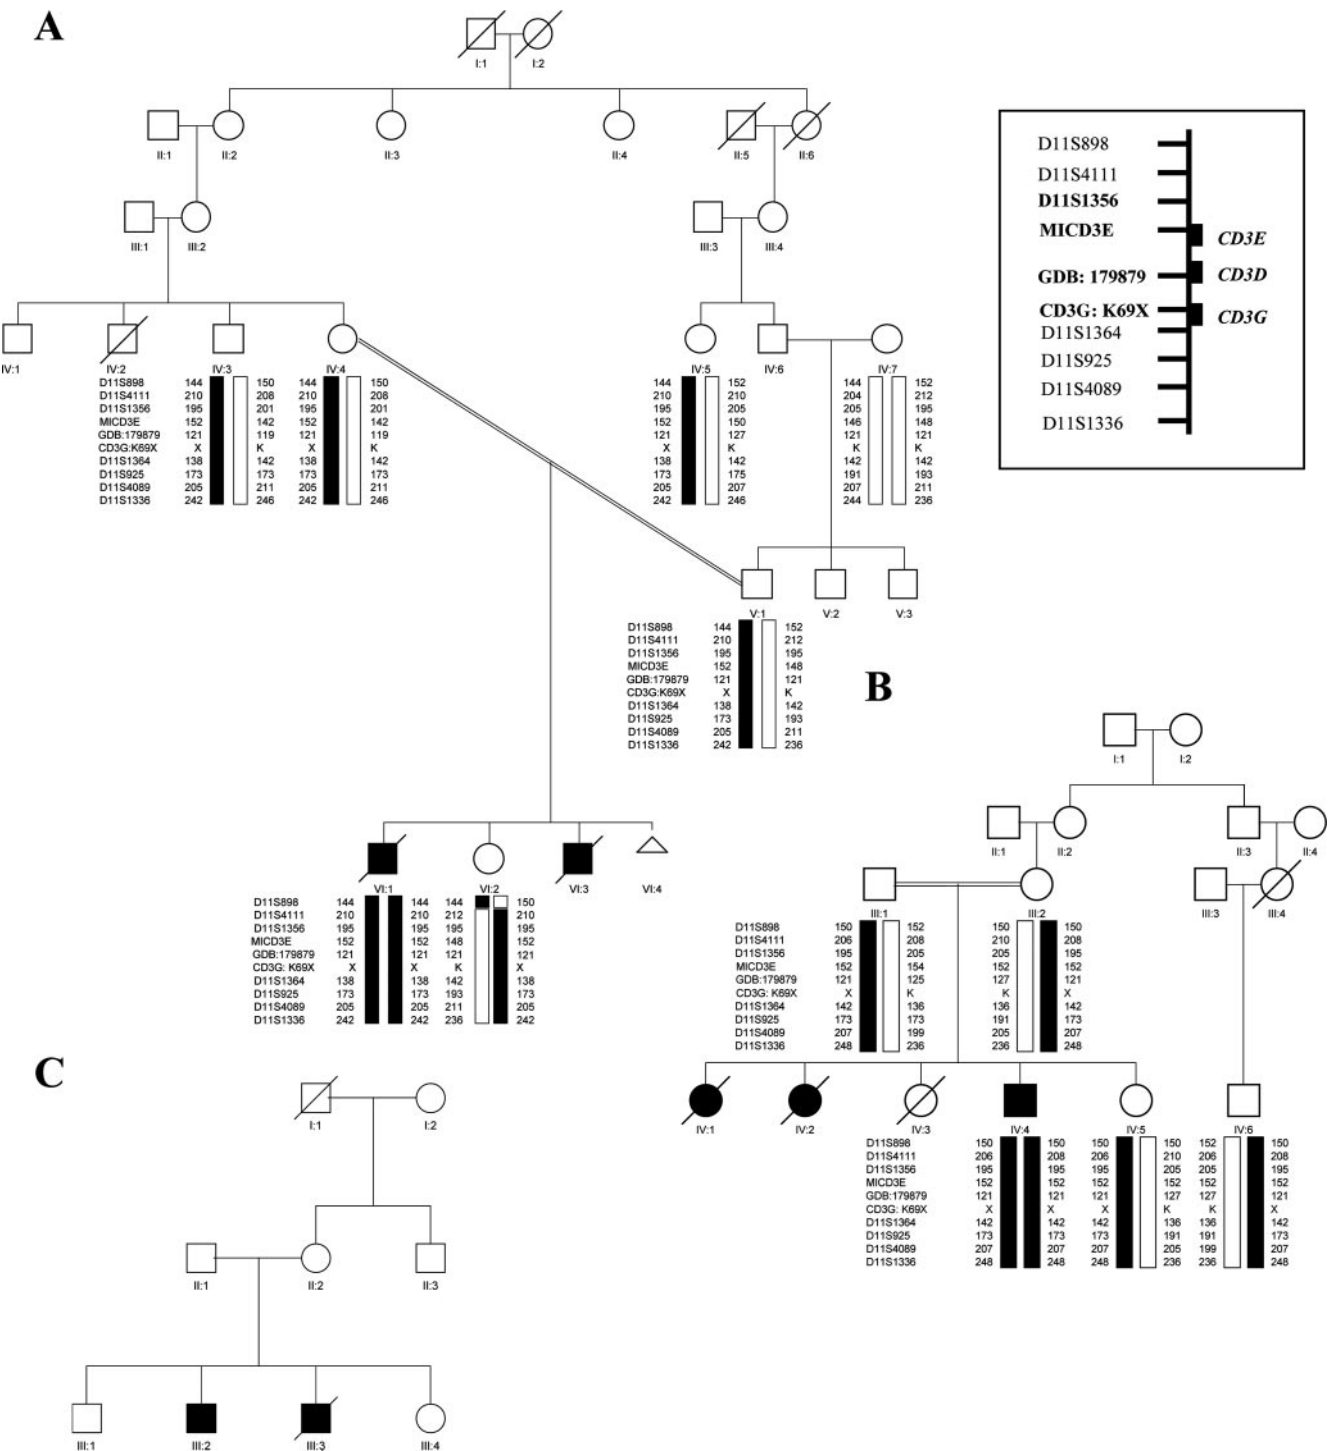 A
I:1 I:2
II:1 II:2 II:3 II:4 II:5 II:6
III:1 III:2 III:3 III:4
IV:1 IV:2 IV:3 IV:4 IV:5 IV:6 IV:7
D11S898 144 150 144 150 144 152 144 152
D11S4111 210 208 210 208 210 210 204 212
D11S1356 195 201 195 201 195 205 205 195
MICD3E 152 142 152 142 152 150 146 148
GDB:179879 121 119 121 119 121 127 121 121
CD3G:K69X X K X K X K K K
D11S1364 138 142 138 142 138 142 142 142
D11S925 173 173 173 173 173 175 191 193
D11S4089 205 211 205 211 205 207 207 211
D11S1336 242 246 242 246 242 246 244 236
D11S898
D11S4111
D11S1356
MICD3E CD3E
GDB: 179879 CD3D
CD3G: K69X CD3G
D11S1364
D11S925
D11S4089
D11S1336
V:1 V:2 V:3
D11S898 144 152
D11S4111 210 212
D11S1356 195 195
MICD3E 152 148
GDB:179879 121 121
CD3G:K69X X K
D11S1364 138 142
D11S925 173 193
D11S4089 205 211
D11S1336 242 236
VI:1 VI:2 VI:3 VI:4
D11S898 144 144 144 150
D11S4111 210 210 212 210
D11S1356 195 195 195 195
MICD3E 152 152 148 152
GDB:179879 121 121 121 121
CD3G: K69X X X K X
D11S1364 138 138 142 138
D11S925 173 173 193 173
D11S4089 205 205 211 205
D11S1336 242 242 236 242
B
I:1 I:2
II:1 II:2 II:3 II:4
III:1 III:2 III:3 III:4
D11S898 150 152 150 150
D11S4111 206 208 210 208
D11S1356 195 205 205 195
MICD3E 152 154 152 152
GDB:179879 121 125 127 121
CD3G: K69X X K K X
D11S1364 142 136 136 142
D11S925 173 173 191 173
D11S4089 207 199 205 207
D11S1336 248 236 236 248
IV:1 IV:2 IV:3 IV:4 IV:5 IV:6
D11S898 150 150 150 150 152 150
D11S4111 206 208 206 210 206 208
D11S1356 195 195 195 205 205 195
MICD3E 152 152 152 152 152 152
GDB:179879 121 121 121 127 127 121
CD3G: K69X X X X K K X
D11S1364 142 142 142 136 136 142
D11S925 173 173 173 191 191 173
D11S4089 207 207 207 205 199 207
D11S1336 248 248 248 236 236 248
C
I:1 I:2
II:1 II:2 II:3
III:1 III:2 III:3 III:4